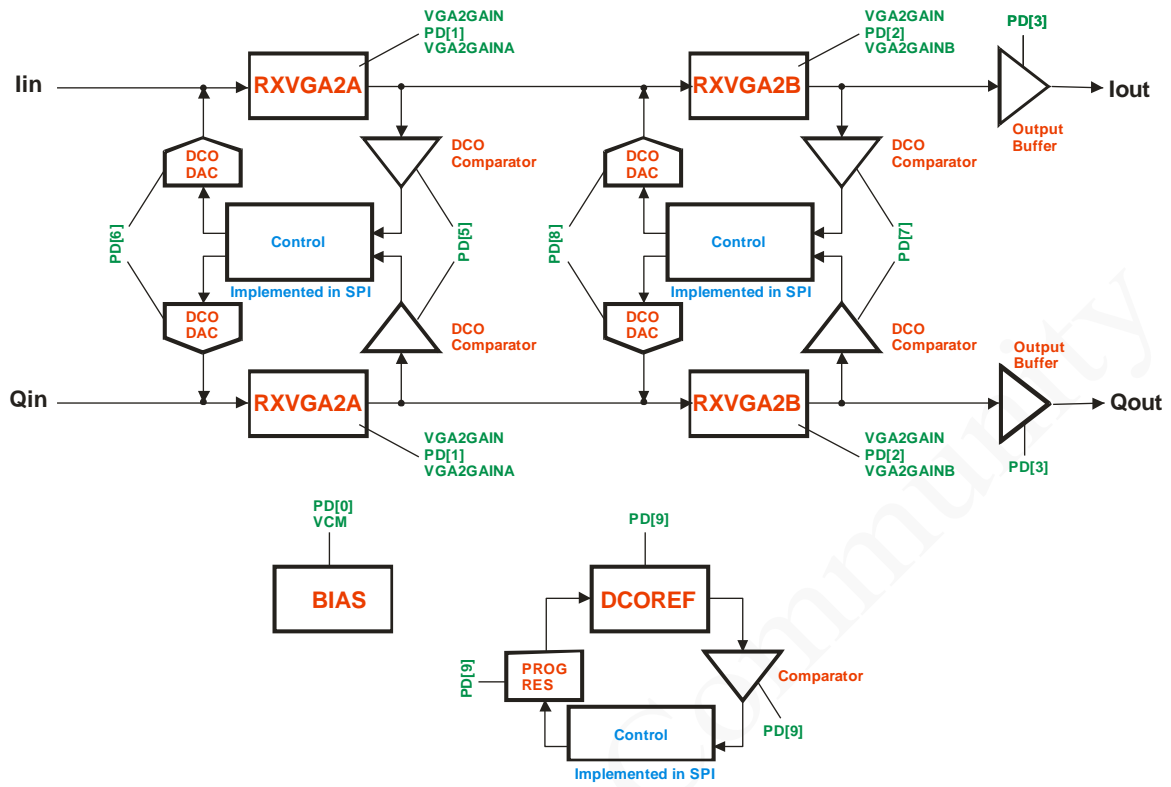 VGA2GAIN
PD[1]
VGA2GAINA
VGA2GAIN
PD[2]
VGA2GAINB
PD[3]
Iin
RXVGA2A
RXVGA2B
Iout
Output
Buffer
DCO
DAC
DCO
Comparator
DCO
DAC
DCO
Comparator
PD[6]
Control
PD[5]
PD[8]
Control
PD[7]
Implemented in SPI
Implemented in SPI
DCO
DAC
DCO
Comparator
DCO
DAC
DCO
Comparator
Output
Buffer
Qin
RXVGA2A
RXVGA2B
Qout
VGA2GAIN
PD[1]
VGA2GAINA
VGA2GAIN
PD[2]
VGA2GAINB
PD[3]
PD[0]
VCM
PD[9]
BIAS
DCOREF
PD[9]
PROG
RES
Comparator
Control
PD[9]
Implemented in SPI
Community